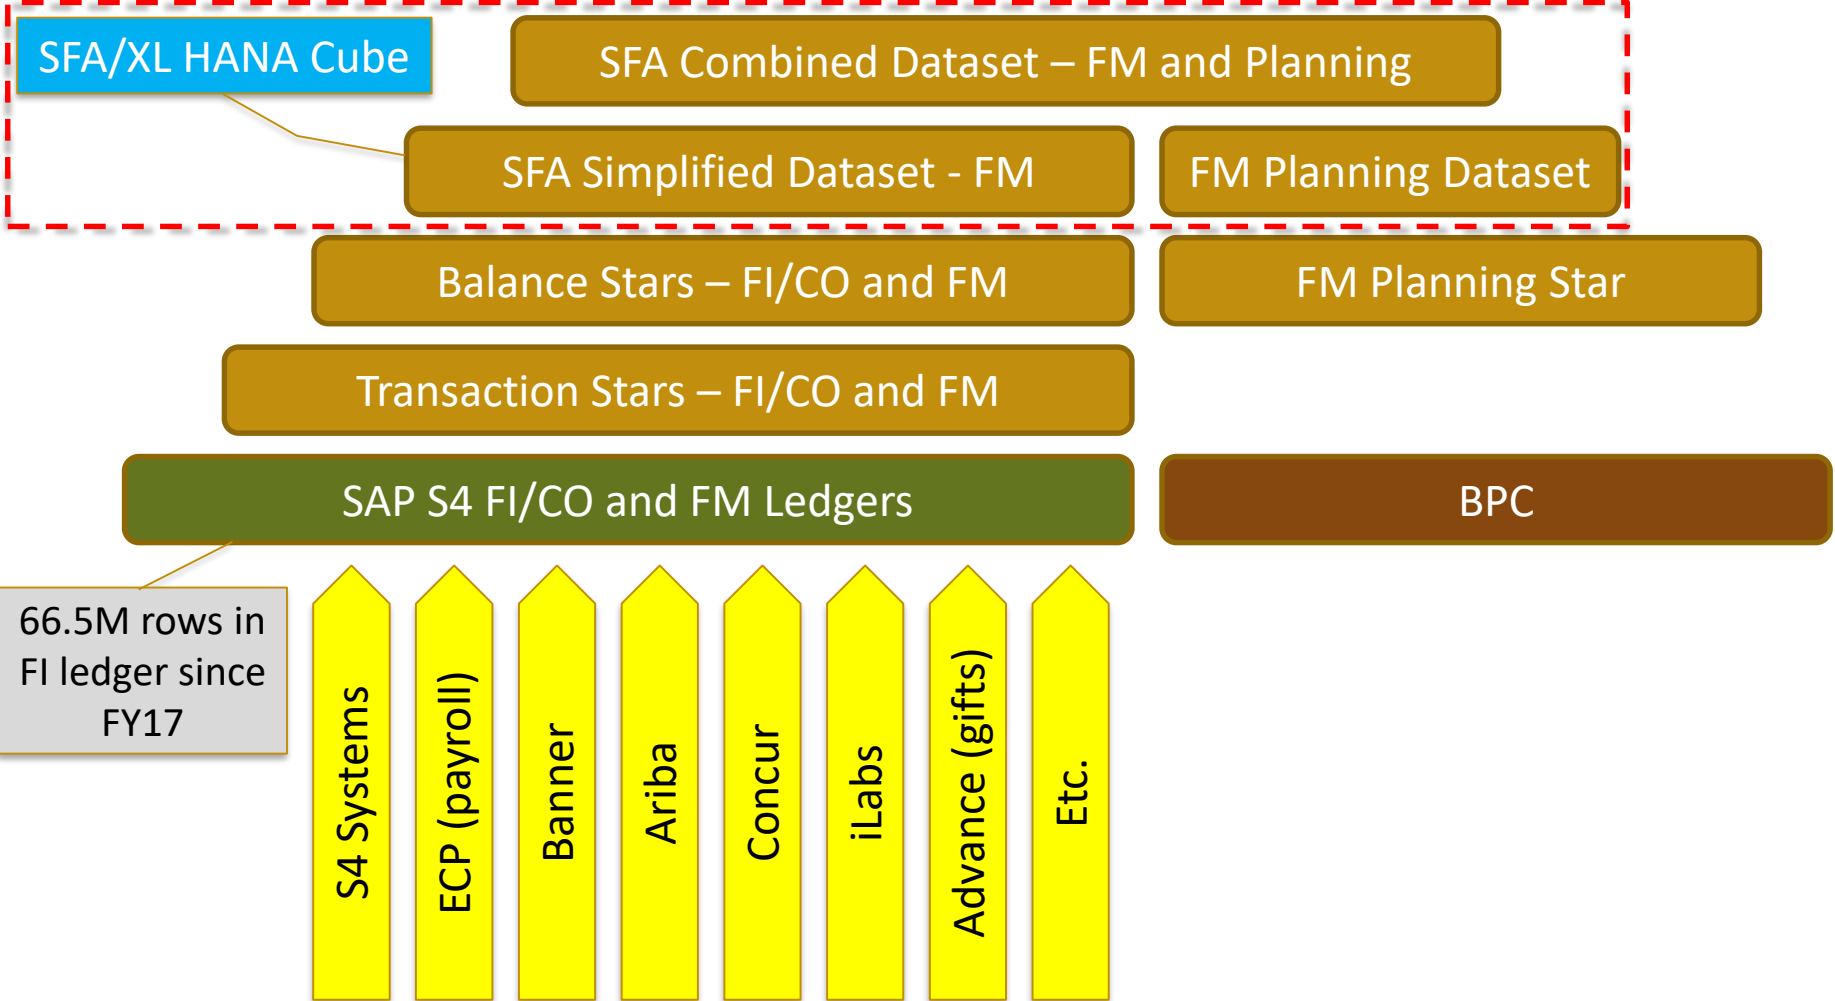 SFA/XL HANA Cube
SFA Combined Dataset – FM and Planning
SFA Simplified Dataset - FM
FM Planning Dataset
Balance Stars – FI/CO and FM
FM Planning Star
Transaction Stars – FI/CO and FM
SAP S4 FI/CO and FM Ledgers
BPC
66.5M rows in
FI ledger since
FY17
S4 Systems
ECP (payroll)
Banner
Ariba
Concur
iLabs
Advance (gifts)
Etc.